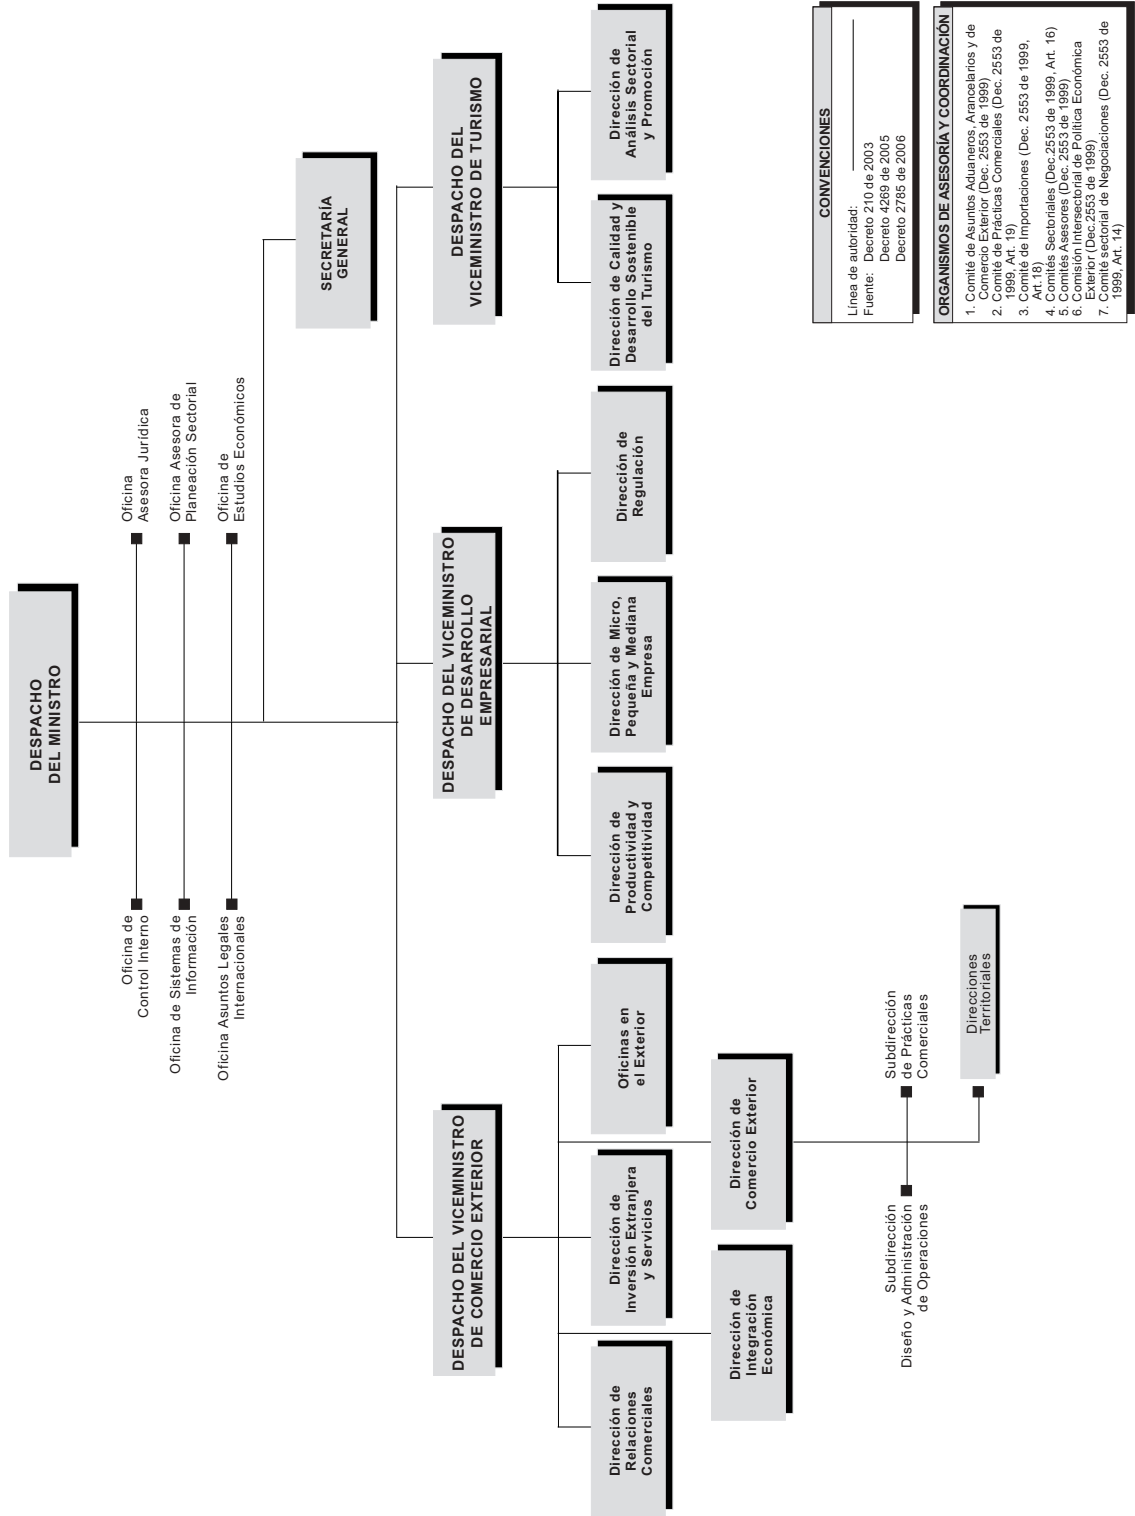 DESPACHO
DEL MINISTRO
Oficina de
Control Interno
Oficina
Asesora Jurídica
Oficina de Sistemas de
Información
Oficina Asesora de
Planeación Sectorial
Oficina Asuntos Legales
Internacionales
Oficina de
Estudios Económicos
SECRETARÍA
GENERAL
DESPACHO DEL VICEMINISTRO
DE COMERCIO EXTERIOR
DESPACHO DEL VICEMINISTRO
DE DESARROLLO
EMPRESARIAL
DESPACHO DEL
VICEMINISTRO DE TURISMO
Dirección de
Relaciones
Comerciales
Dirección de
Inversión Extranjera
y Servicios
Oficinas en
el Exterior
Dirección de
Productividad y
Competitividad
Dirección de Micro,
Pequeña y Mediana
Empresa
Dirección de
Regulación
Dirección de Calidad y
Desarrollo Sostenible
del Turismo
Dirección de
Análisis Sectorial
y Promoción
Dirección de
Integración
Económica
Dirección de
Comercio Exterior
Subdirección
Diseño y Administración
de Operaciones
Subdirección
de Prácticas
Comerciales
Direcciones
Territoriales
CONVENCIONES
Línea de autoridad:
Fuente: Decreto 210 de 2003
Decreto 4269 de 2005
Decreto 2785 de 2006
ORGANISMOS DE ASESORÍA Y COORDINACIÓN
1. Comité de Asuntos Aduaneros, Arancelarios y de
Comercio Exterior (Dec. 2553 de 1999)
2. Comité de Prácticas Comerciales (Dec. 2553 de
1999, Art. 19)
3. Comité de Importaciones (Dec. 2553 de 1999,
Art.18)
4. Comités Sectoriales (Dec.2553 de 1999, Art. 16)
5. Comités Asesores (Dec. 2553 de 1999)
6. Comisión Intersectorial de Política Económica
Exterior (Dec.2553 de 1999)
7. Comité sectorial de Negociaciones (Dec. 2553 de
1999, Art. 14)